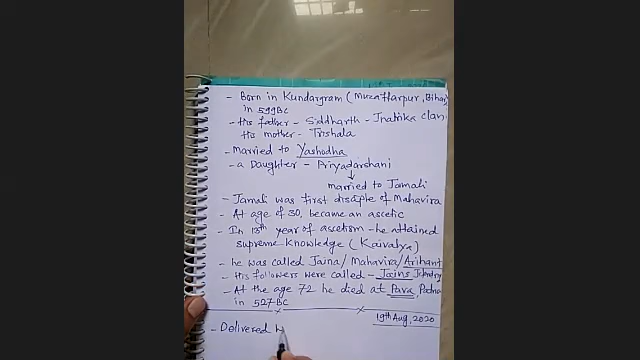 - Born in Kundargram (Muzaffarpur, Bihar)
in 599BC
- His father - Siddharth - Jnatrika clan,
His mother - Trishala
- Married to Yashodha
- a Daughter - Priyadarshani
married to Jamali
- Jamali was first disciple of Mahavira
- At age of 30, became an ascetic
- In 13th year of ascetism - he attained
supreme knowledge (Kaivalya)
- he was called Jaina/Mahavira/Arihant
- His followers were called - Jains
- At the age 72 he died at Pava, Patna
in 527BC
19th Aug, 2020
- Delivered